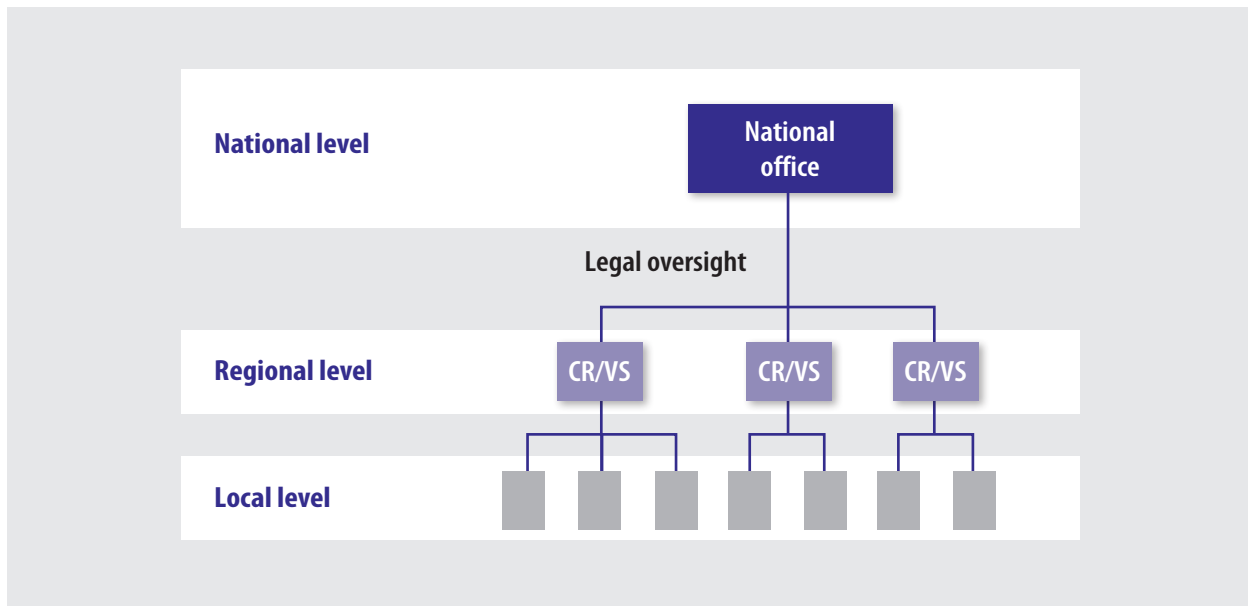 National level
National
office
Legal oversight
Regional level
CR/VS
CR/VS
CR/VS
Local level